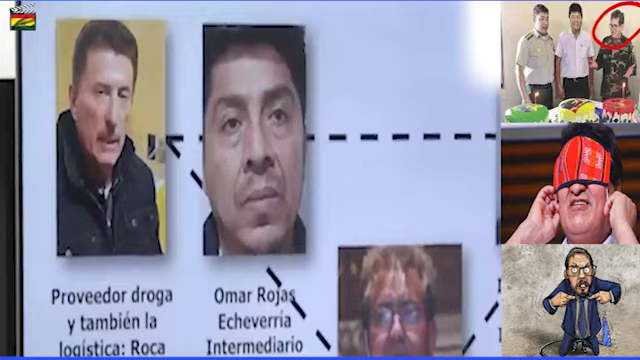 Proveedor droga
y también la
logística: Roca
Omar Rojas
Echeverría
Intermediario